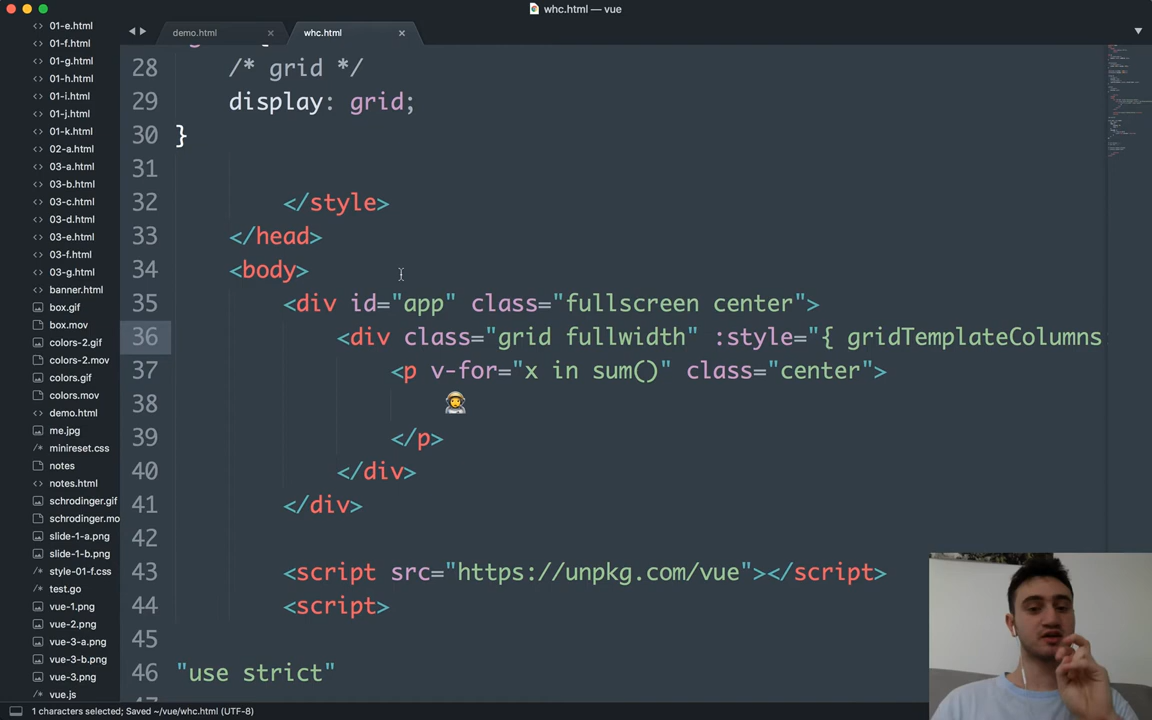 whc.html — vue
demo.html
whc.html
01-e.html
01-f.html
01-g.html
01-h.html
01-i.html
01-j.html
01-k.html
02-a.html
03-a.html
03-b.html
03-c.html
03-d.html
03-e.html
03-f.html
03-g.html
banner.html
box.gif
box.mov
colors-2.gif
colors-2.mov
colors.gif
colors.mov
demo.html
me.jpg
minireset.css
notes
notes.html
schrodinger.gif
schrodinger.mo
slide-1-a.png
slide-1-b.png
style-01-f.css
test.go
vue-1.png
vue-2.png
vue-3-a.png
vue-3-b.png
vue-3.png
vue.js
28 /* grid */
29 display: grid;
30 }
31
32 </style>
33 </head>
34 <body>
35 <div id="app" class="fullscreen center">
36 <div class="grid fullwidth" :style="{ gridTemplateColumns
37 <p v-for="x in sum()" class="center">
38 👩‍🚀
39 </p>
40 </div>
41 </div>
42
43 <script src="https://unpkg.com/vue"></script>
44 <script>
45
46 "use strict"
1 characters selected; Saved ~/vue/whc.html (UTF-8)